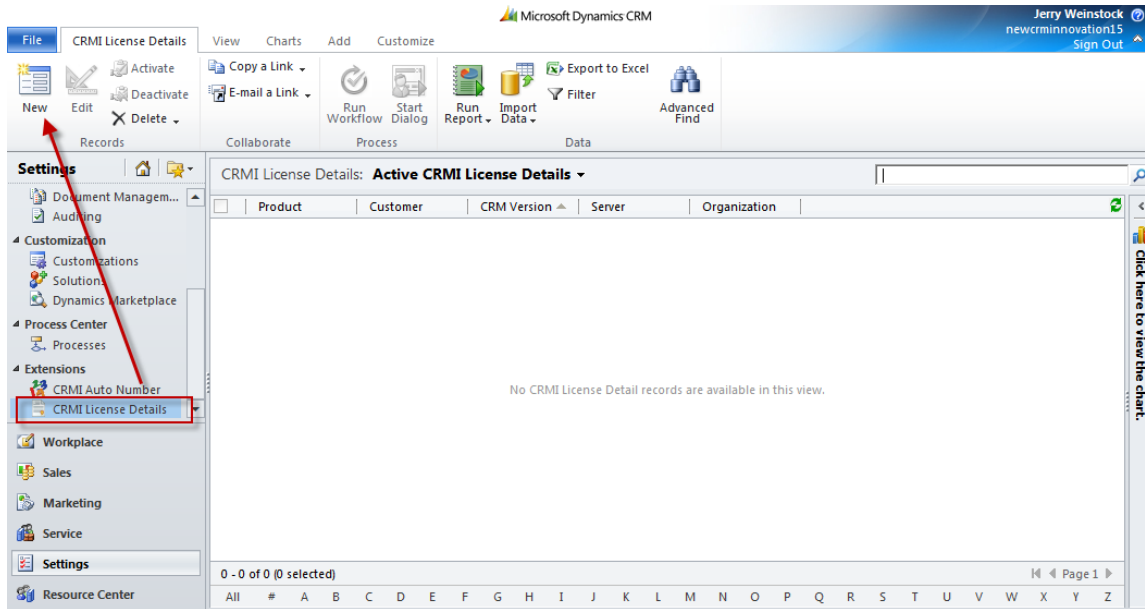 Microsoft Dynamics CRM
Jerry Weinstock
newcrminnovation15
Sign Out
File CRMI License Details View Charts Add Customize
New
Edit
Activate
Deactivate
Delete
Records
Copy a Link
E-mail a Link
Collaborate
Run Workflow
Start Dialog
Process
Run Report
Import Data
Export to Excel
Filter
Advanced Find
Data
Settings
Document Managem...
Auditing
Customization
Customizations
Solutions
Dynamics Marketplace
Process Center
Processes
Extensions
CRMI Auto Number
CRMI License Details
Workplace
Sales
Marketing
Service
Settings
Resource Center
CRMI License Details: Active CRMI License Details
Product Customer CRM Version Server Organization
No CRMI License Detail records are available in this view.
Click here to view the chart.
0 - 0 of 0 (0 selected)
Page 1
All # A B C D E F G H I J K L M N O P Q R S T U V W X Y Z